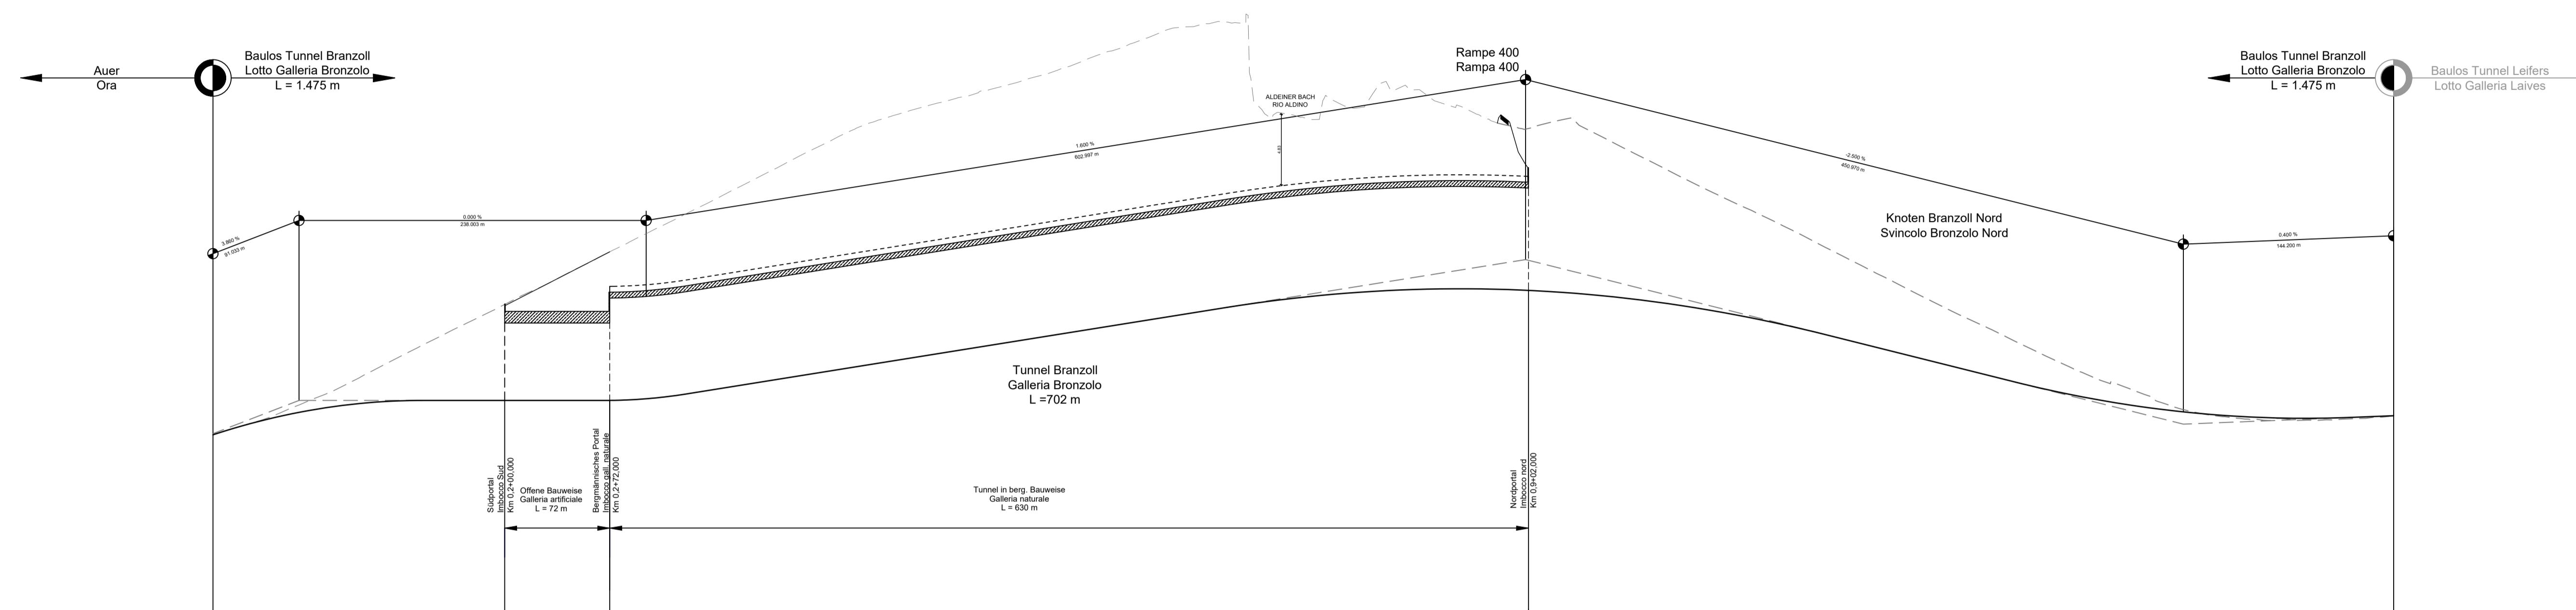 Auer
Ora
Baulos Tunnel Branzoll
Lotto Galleria Bronzolo
L = 1.475 m
Rampe 400
Rampa 400
Baulos Tunnel Branzoll
Lotto Galleria Bronzolo
L = 1.475 m
Baulos Tunnel Leifers
Lotto Galleria Laives
ALDEINER BACH
RIO ALDINO
1.600 %
602.997 m
-2.500 %
450.970 m
3.860 %
91.033 m
0.000 %
238.003 m
Knoten Branzoll Nord
Svincolo Bronzolo Nord
0.400 %
144.200 m
Tunnel Branzoll
Galleria Bronzolo
L =702 m
Südportal
Imbocco Sud
Km 0,2+00,000
Offene Bauweise
Galleria artificiale
L = 72 m
Bergmännisches Portal
Imbocco gall. naturale
Km 0,2+72,000
Tunnel in berg. Bauweise
Galleria naturale
L = 630 m
Nordportal
Imbocco nord
Km 0,9+02,000